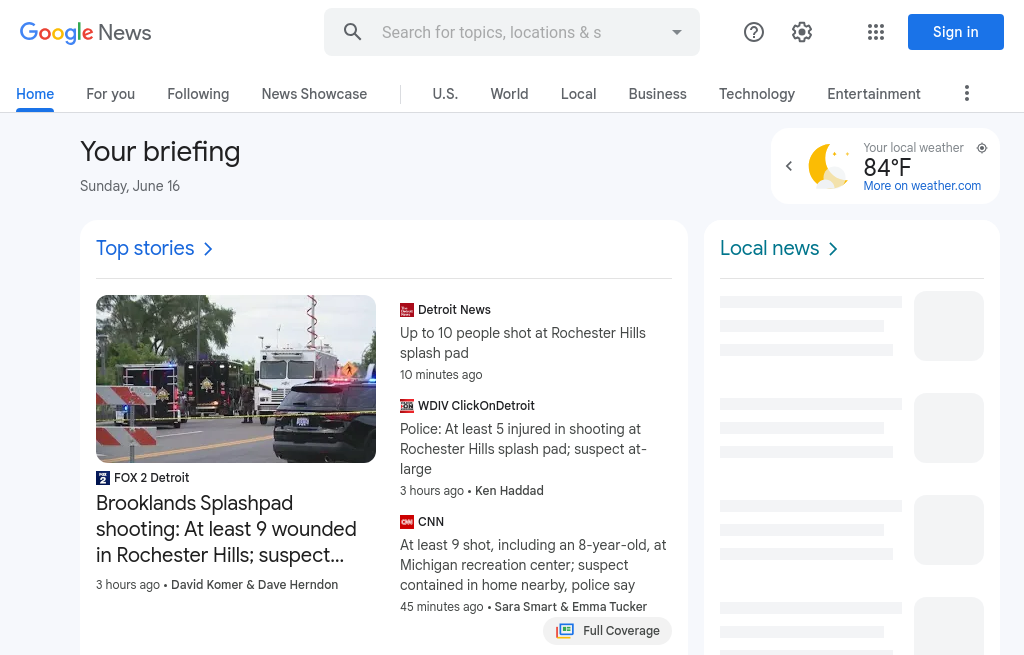 Google News
Search for topics, locations & s
Sign in
Home
For you
Following
News Showcase
U.S.
World
Local
Business
Technology
Entertainment
Your briefing
Sunday, June 16
Your local weather
84°F
More on weather.com
Top stories
FOX 2 Detroit
Brooklands Splashpad
shooting: At least 9 wounded
in Rochester Hills; suspect...
3 hours ago • David Komer & Dave Herndon
Detroit News
Up to 10 people shot at Rochester Hills
splash pad
10 minutes ago
WDIV ClickOnDetroit
Police: At least 5 injured in shooting at
Rochester Hills splash pad; suspect at-
large
3 hours ago • Ken Haddad
CNN
At least 9 shot, including an 8-year-old, at
Michigan recreation center; suspect
contained in home nearby, police say
45 minutes ago • Sara Smart & Emma Tucker
Full Coverage
Local news